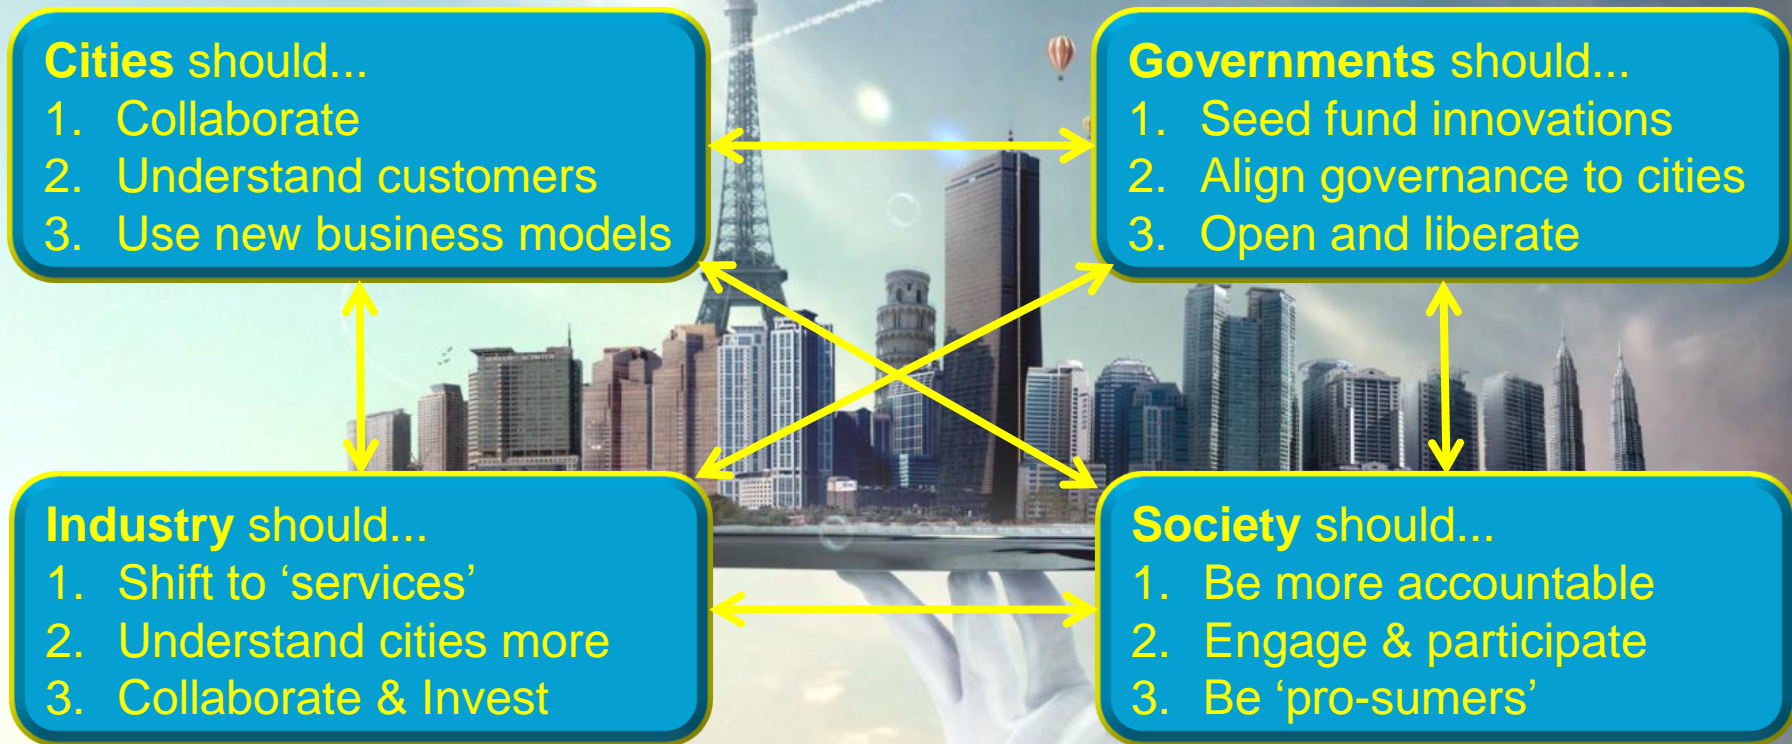 Cities should...
1. Collaborate
2. Understand customers
3. Use new business models
Governments should...
1. Seed fund innovations
2. Align governance to cities
3. Open and liberate
Industry should...
1. Shift to ‘services’
2. Understand cities more
3. Collaborate & Invest
Society should...
1. Be more accountable
2. Engage & participate
3. Be ‘pro-sumers’